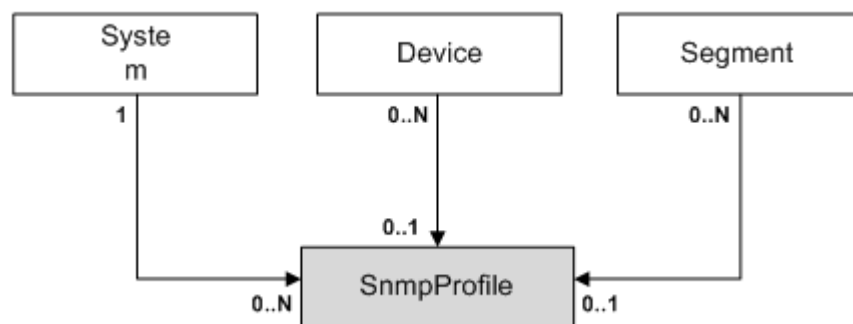 Syste
m
Device
Segment
1
0..N
0..N
0..1
SnmpProfile
0..N
0..1